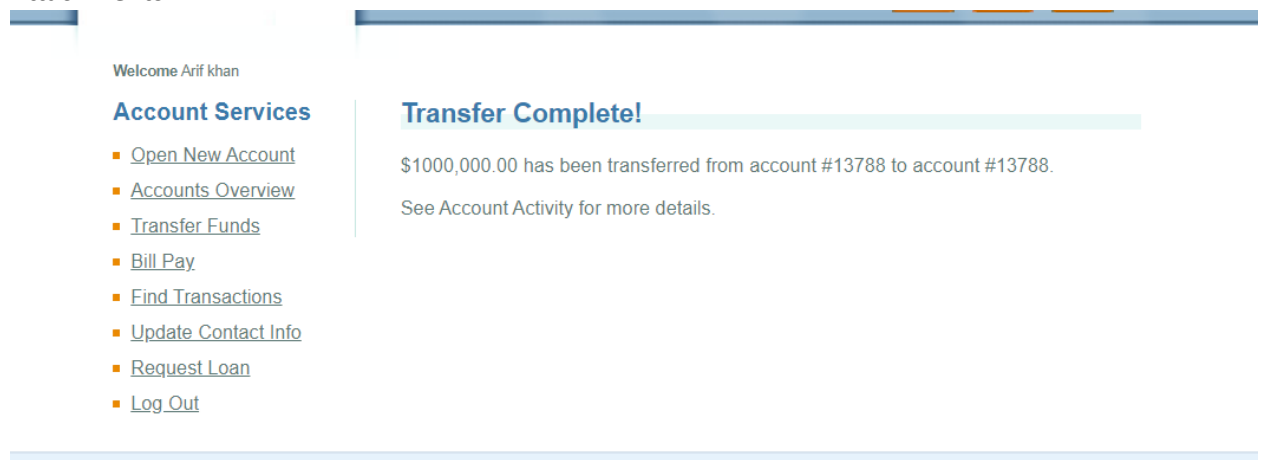 Welcome Arif khan
Account Services
Open New Account
Accounts Overview
Transfer Funds
Bill Pay
Find Transactions
Update Contact Info
Request Loan
Log Out
Transfer Complete!
$1000,000.00 has been transferred from account #13788 to account #13788.
See Account Activity for more details.